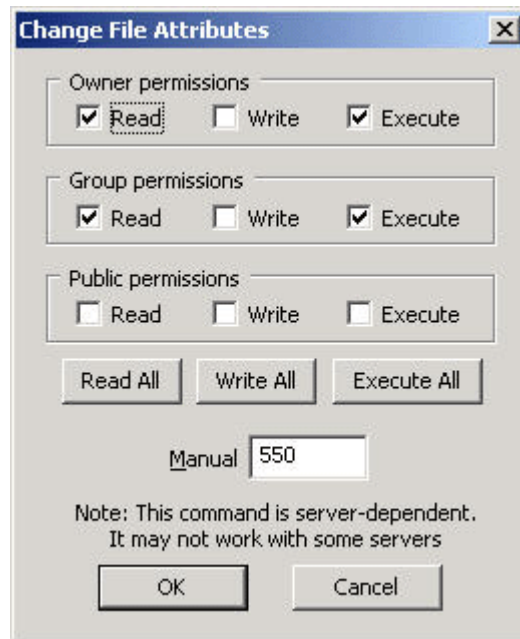 Change File Attributes
Owner permissions
Read Write Execute
Group permissions
Read Write Execute
Public permissions
Read Write Execute
Read All Write All Execute All
Manual 550
Note: This command is server-dependent.
It may not work with some servers
OK Cancel